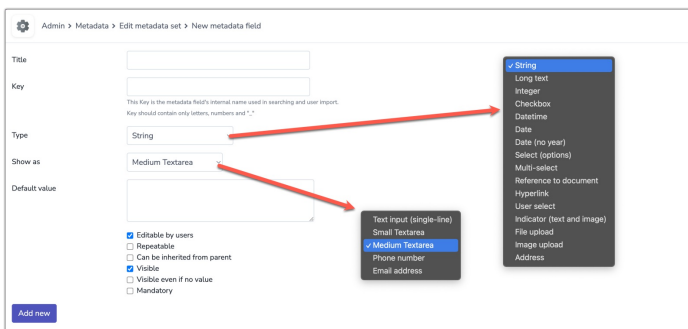 Admin > Metadata > Edit metadata set > New metadata field
Title
Key
This Key is the metadata field's internal name used in searching and user import.
Key should contain only letters, numbers and "_"
Type
String
Show as
Medium Textarea
Default value
Editable by users
Repeatable
Can be inherited from parent
Visible
Visible even if no value
Mandatory
Add new
Text input (single-line)
Small Textarea
Medium Textarea
Phone number
Email address
String
Long text
Integer
Checkbox
Datetime
Date
Date (no year)
Select (options)
Multi-select
Reference to document
Hyperlink
User select
Indicator (text and image)
File upload
Image upload
Address